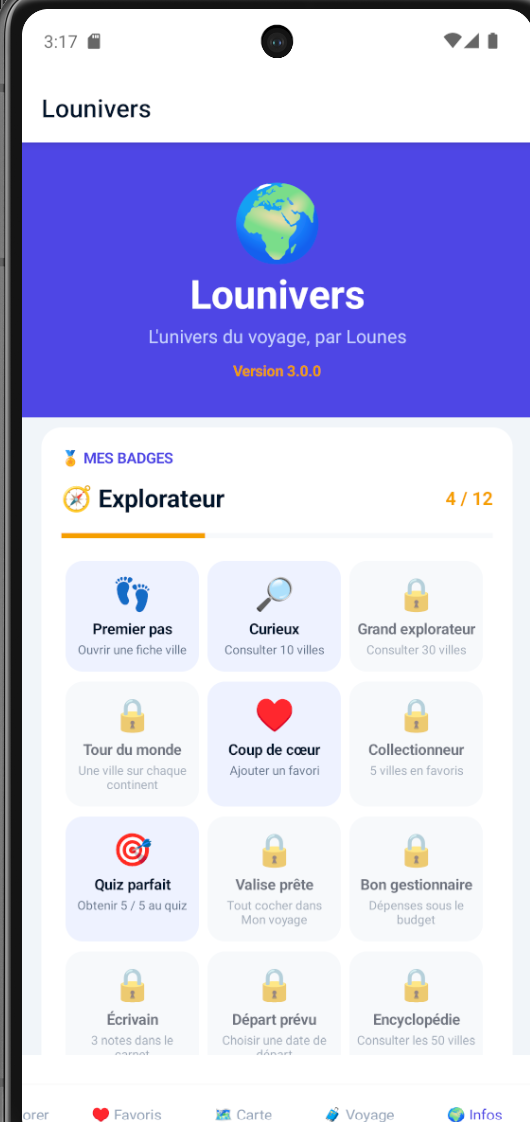 3:17
Lounivers
Lounivers
L'univers du voyage, par Lounes
Version 3.0.0
MES BADGES
Explorateur
4 / 12
Premier pas
Ouvrir une fiche ville
Curieux
Consulter 10 villes
Grand explorateur
Consulter 30 villes
Tour du monde
Une ville sur chaque
continent
Coup de cœur
Ajouter un favori
Collectionneur
5 villes en favoris
Quiz parfait
Obtenir 5 / 5 au quiz
Valise prête
Tout cocher dans
Mon voyage
Bon gestionnaire
Dépenses sous le
budget
Écrivain
3 notes dans le
carnet
Départ prévu
Choisir une date de
départ
Encyclopédie
Consulter les 50 villes
orer
Favoris
Carte
Voyage
Infos